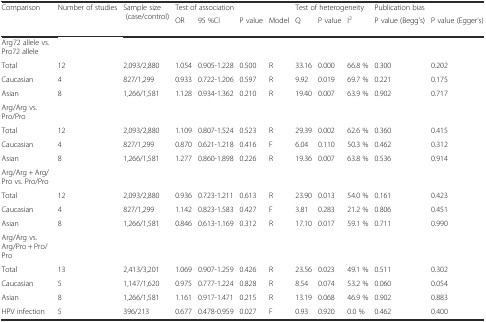 Comparison Number of studies Sample size (case/control) Test of association Test of heterogeneity Publication bias
OR 95 %CI P value Model Q P value I² P value (Begg's) P value (Egger's)
Arg72 allele vs. Pro72 allele
Total 12 2,093/2,880 1.054 0.905-1.228 0.500 R 33.16 0.000 66.8 % 0.300 0.202
Caucasian 4 827/1,299 0.933 0.722-1.206 0.597 R 9.92 0.019 69.7 % 0.221 0.175
Asian 8 1,266/1,581 1.128 0.934-1.362 0.210 R 19.40 0.007 63.9 % 0.902 0.717
Arg/Arg vs. Pro/Pro
Total 12 2,093/2,880 1.109 0.807-1.524 0.523 R 29.39 0.002 62.6 % 0.360 0.415
Caucasian 4 827/1,299 0.870 0.621-1.218 0.416 F 6.04 0.110 50.3 % 0.462 0.312
Asian 8 1,266/1,581 1.277 0.860-1.898 0.226 R 19.36 0.007 63.8 % 0.536 0.914
Arg/Arg + Arg/Pro vs. Pro/Pro
Total 12 2,093/2,880 0.936 0.723-1.211 0.613 R 23.90 0.013 54.0 % 0.161 0.423
Caucasian 4 827/1,299 1.142 0.823-1.583 0.427 F 3.81 0.283 21.2 % 0.806 0.451
Asian 8 1,266/1,581 0.846 0.613-1.169 0.312 R 17.10 0.017 59.1 % 0.711 0.990
Arg/Arg vs. Arg/Pro + Pro/Pro
Total 13 2,413/3,201 1.069 0.907-1.259 0.426 R 23.56 0.023 49.1 % 0.511 0.302
Caucasian 5 1,147/1,620 0.975 0.777-1.224 0.828 R 8.54 0.074 53.2 % 0.060 0.054
Asian 8 1,266/1,581 1.161 0.917-1.471 0.215 R 13.19 0.068 46.9 % 0.902 0.883
HPV infection 5 396/213 0.677 0.478-0.959 0.027 F 0.93 0.920 0.0 % 0.462 0.400